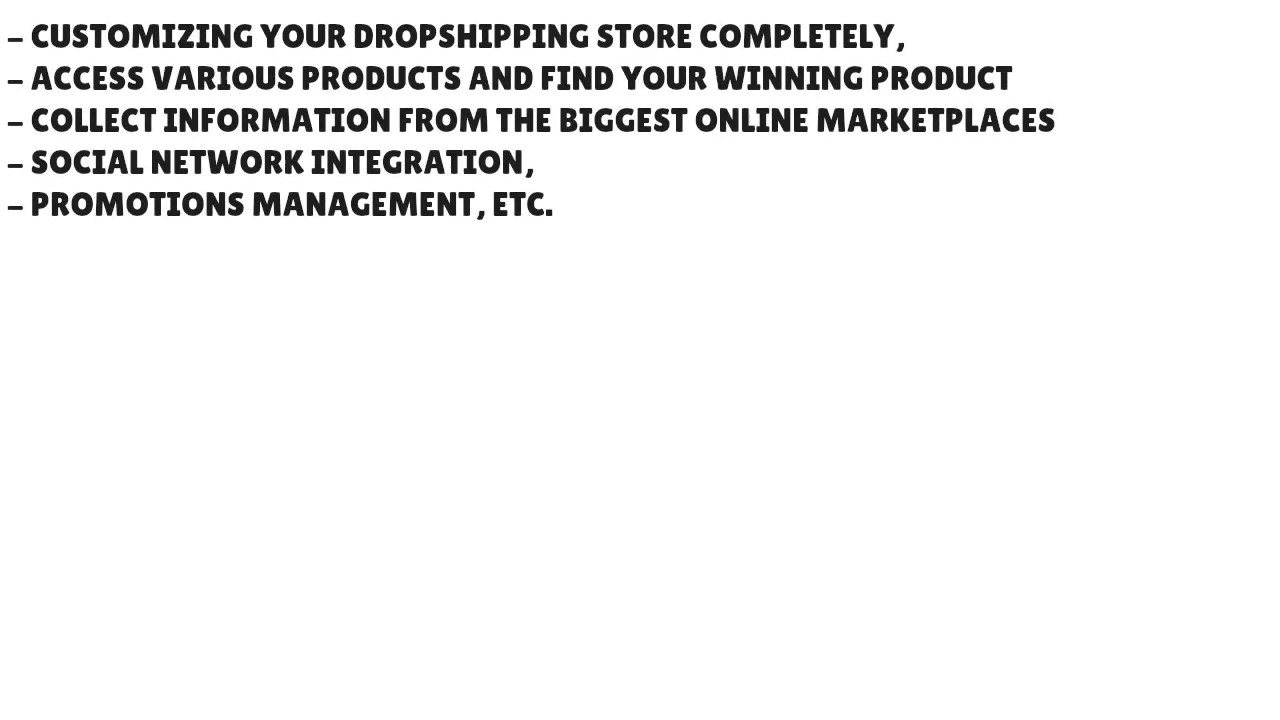 – CUSTOMIZING YOUR DROPSHIPPING STORE COMPLETELY,
– ACCESS VARIOUS PRODUCTS AND FIND YOUR WINNING PRODUCT
– COLLECT INFORMATION FROM THE BIGGEST ONLINE MARKETPLACES
– SOCIAL NETWORK INTEGRATION,
– PROMOTIONS MANAGEMENT, ETC.